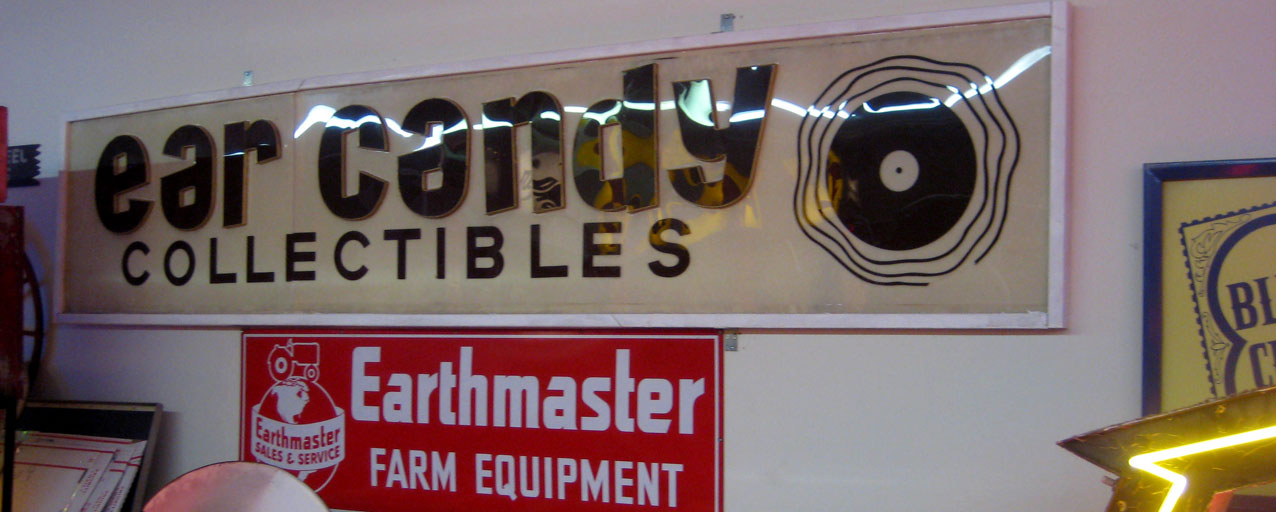 ear candy
COLLECTIBLES
Earthmaster
FARM EQUIPMENT
Earthmaster
SALES & SERVICE